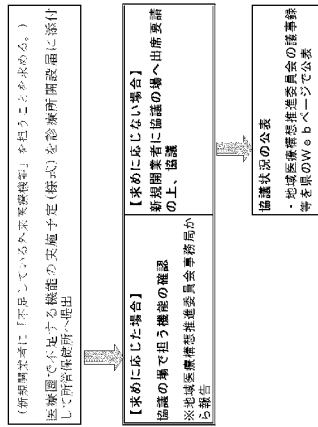 (新規開業者に「不足している外来医療機能」を担うことを求める。)
医療圏で不足する機能の実施予定(様式)を診療所開設届に添付
して所管保健所へ提出
【求めに応じた場合】
協議の場で担う機能の確認
※地域医療構想推進委員会事務局か
ら報告
【求めに応じない場合】
新規開業者に協議の場へ出席要請
の上、協議
協議状況の公表
・地域医療構想推進委員会の議事録
等を県のWebページで公表